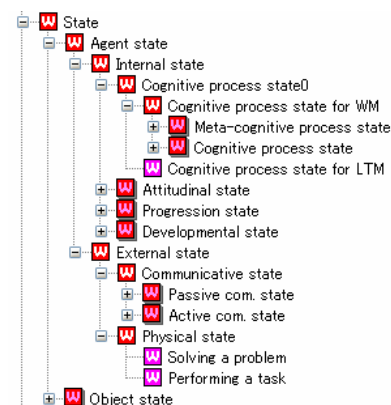 State
Agent state
Internal state
Cognitive process state0
Cognitive process state for WM
Meta-cognitive process state
Cognitive process state
Cognitive process state for LTM
Attitudinal state
Progression state
Developmental state
External state
Communicative state
Passive com. state
Active com. state
Physical state
Solving a problem
Performing a task
Object state